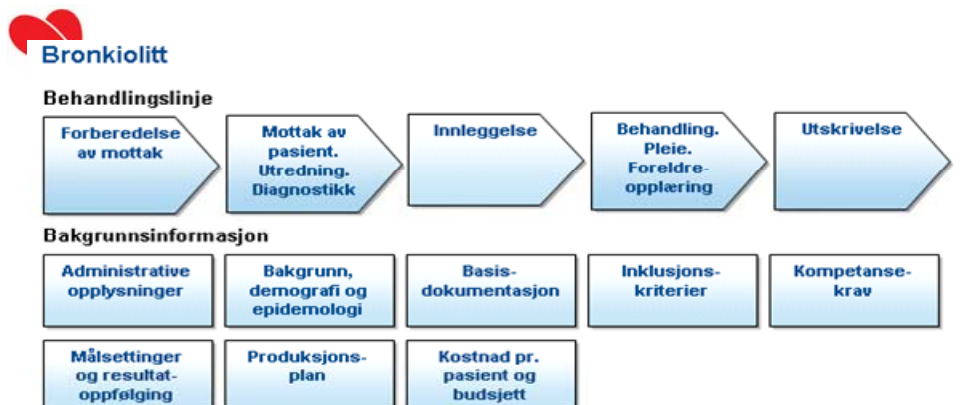 Bronkiolitt
Behandlingslinje
Forberedelse
av mottak
Mottak av
pasient.
Utredning.
Diagnostikk
Innleggelse
Behandling.
Pleie.
Foreldre-
opplæring
Utskrivelse
Bakgrunnsinformasjon
Administrative
opplysninger
Bakgrunn,
demografi og
epidemologi
Basis-
dokumentasjon
Inklusjons-
kriterier
Kompetanse-
krav
Målsettinger
og resultat-
oppfølging
Produksjons-
plan
Kostnad pr.
pasient og
budsjett